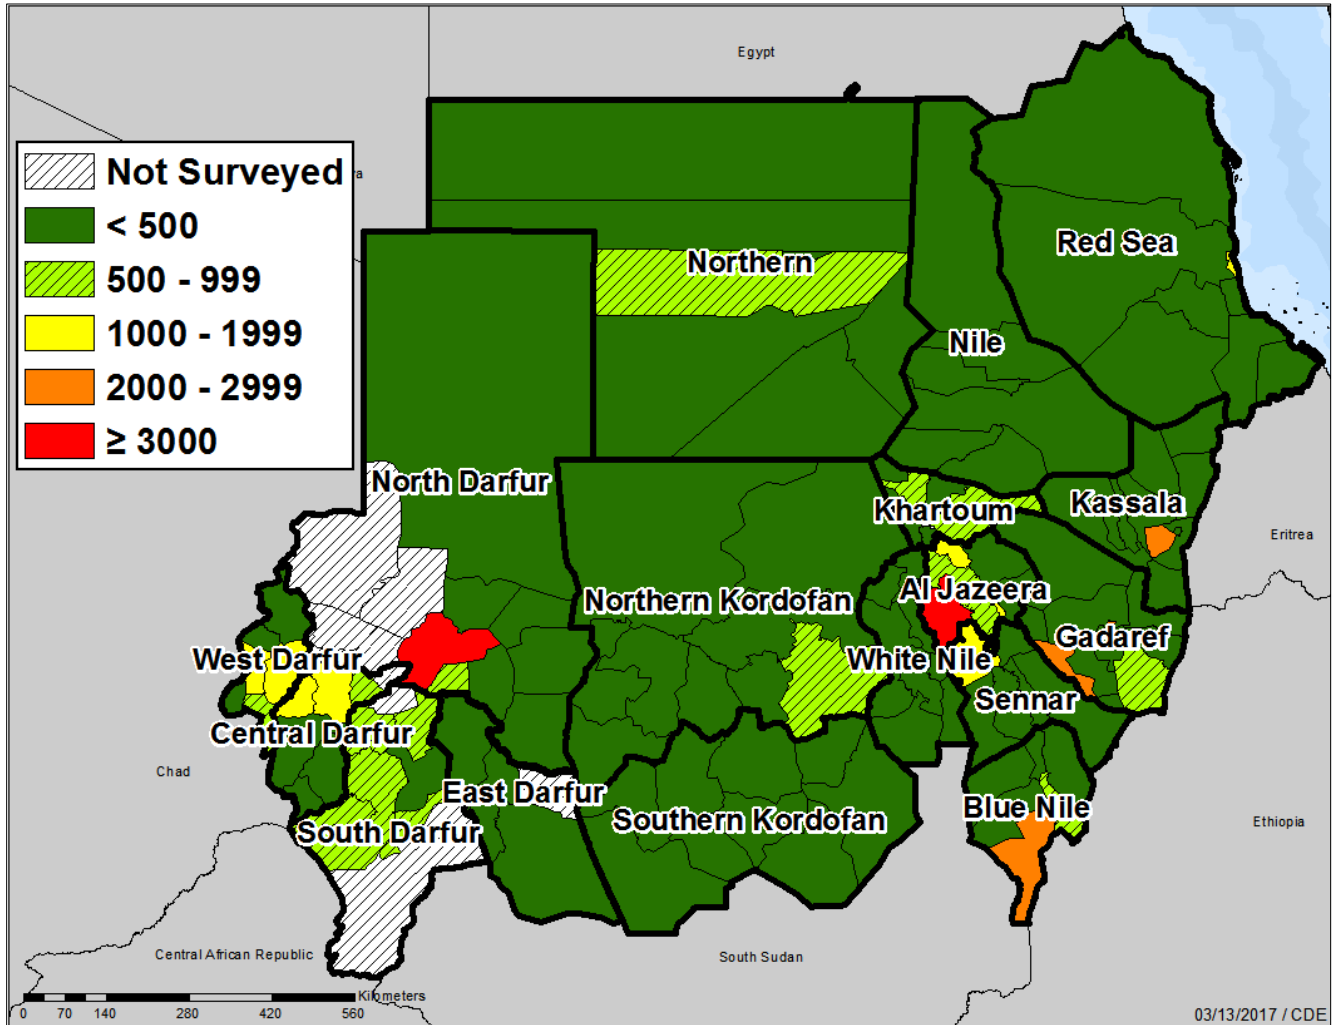 Egypt
Not Surveyed
ya
< 500
500 - 999
1000 - 1999
2000 - 2999
≥ 3000
Red Sea
Northern
Nile
North Darfur
Khartoum
Kassala
Eritrea
Northern Kordofan
Al Jazeera
Gadaref
West Darfur
White Nile
Sennar
Central Darfur
Chad
East Darfur
Blue Nile
South Darfur
Southern Kordofan
Ethiopia
Central African Republic
South Sudan
Kilometers
0 70 140 280 420 560
03/13/2017 / CDE